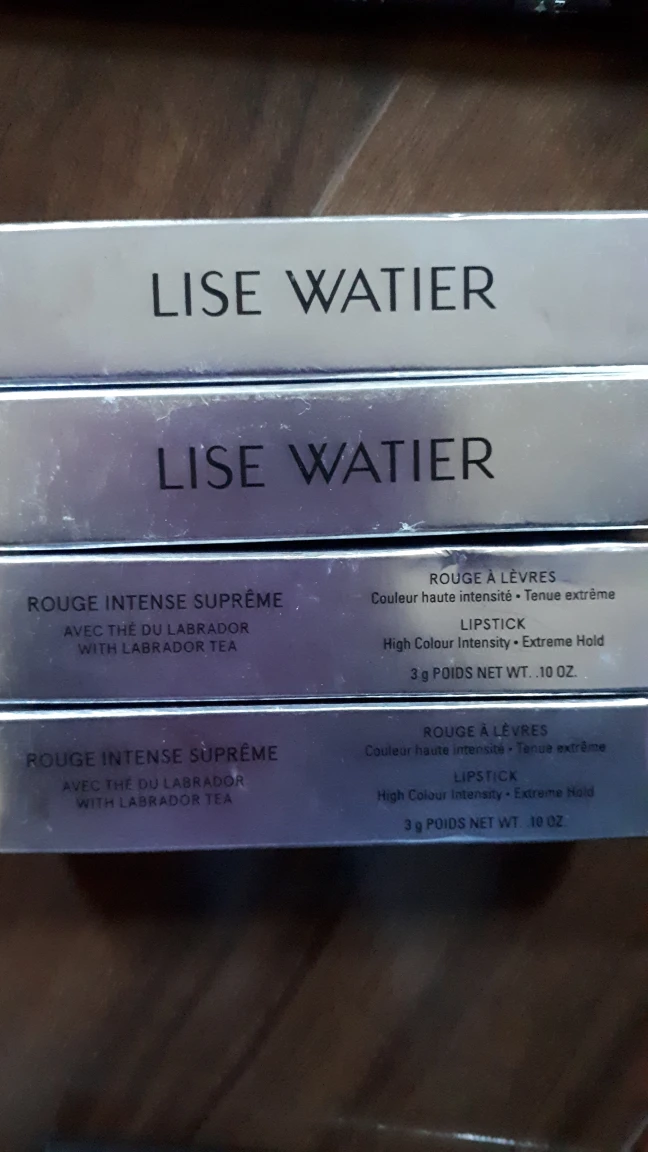 LISE WATIER
LISE WATIER
ROUGE INTENSE SUPRÊME
AVEC THÉ DU LABRADOR
WITH LABRADOR TEA
ROUGE À LÈVRES
Couleur haute intensité • Tenue extrême
LIPSTICK
High Colour Intensity • Extreme Hold
3 g POIDS NET WT. .10 OZ.
ROUGE INTENSE SUPRÊME
AVEC THÉ DU LABRADOR
WITH LABRADOR TEA
ROUGE À LÈVRES
Couleur haute intensité • Tenue extrême
LIPSTICK
High Colour Intensity • Extreme Hold
3 g POIDS NET WT. .10 OZ.